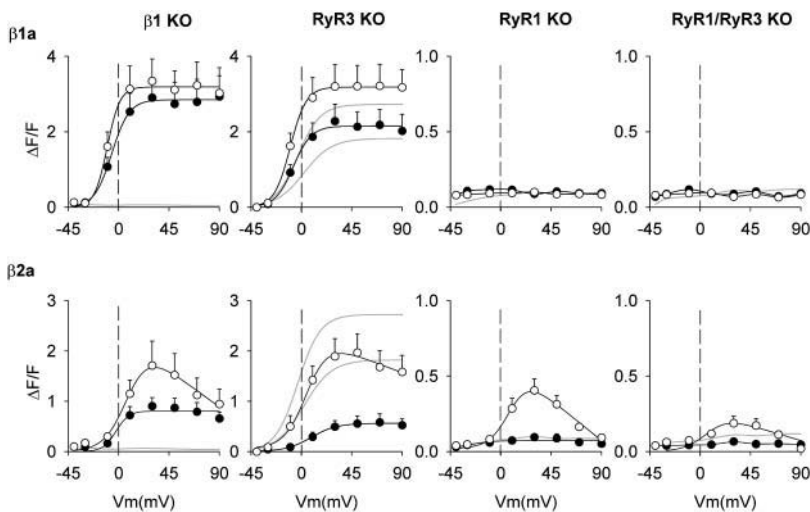 β1 KO RyR3 KO RyR1 KO RyR1/RyR3 KO
β1a
4 4 1.0 1.0
ΔF/F 2 2 0.5 0.5
0 0 0.0 0.0
-45 0 45 90 -45 0 45 90 -45 0 45 90 -45 0 45 90
β2a
3 3 1.0 1.0
2 2
ΔF/F 0.5 0.5
1 1
0 0 0.0 0.0
-45 0 45 90 -45 0 45 90 -45 0 45 90 -45 0 45 90
Vm(mV) Vm(mV) Vm(mV) Vm(mV)